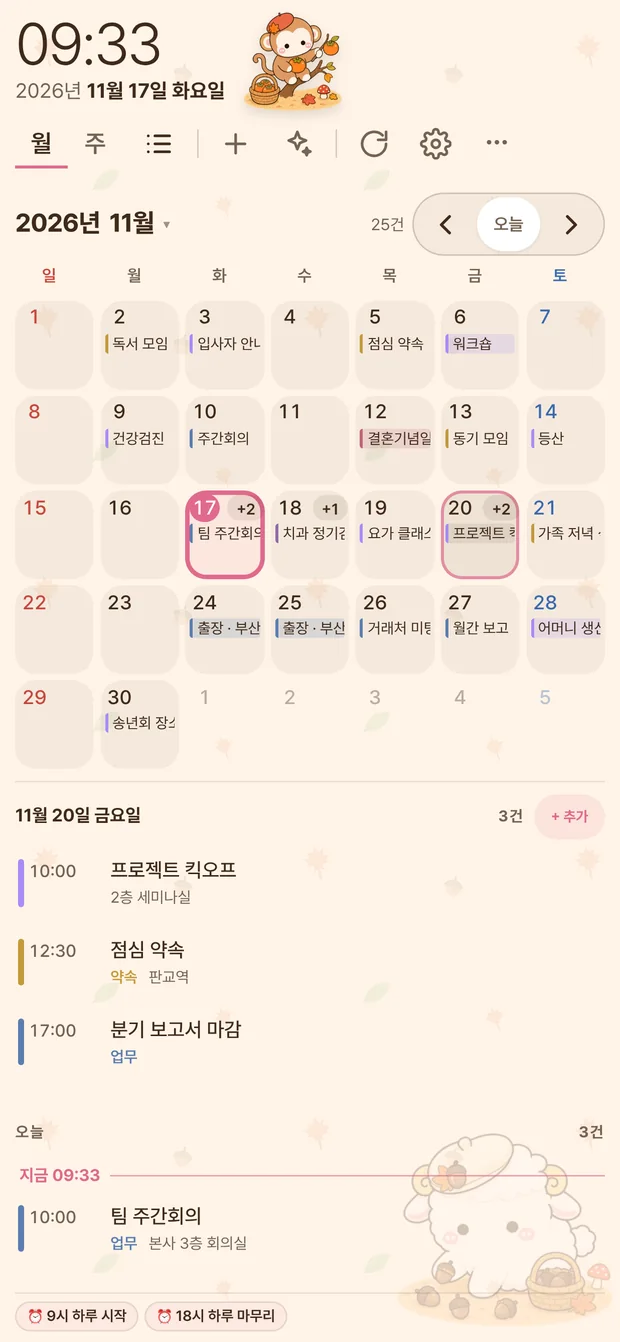 09:33
2026년 11월 17일 화요일
월 주
2026년 11월 ▾ 25건 오늘
일 월 화 수 목 금 토
1 2 3 4 5 6 7
독서 모임 입사자 안 점심 약속 워크숍
8 9 10 11 12 13 14
건강검진 주간회의 결혼기념일 동기 모임 등산
15 16 17 +2 18 +1 19 20 +2 21
팀 주간회의 치과 정기 요가 클래 프로젝트 가족 저녁 ·
22 23 24 25 26 27 28
출장 · 부산 출장 · 부산 거래처 미팅 월간 보고 어머니 생신
29 30 1 2 3 4 5
송년회 장소
11월 20일 금요일 3건 + 추가
10:00 프로젝트 킥오프
2층 세미나실
12:30 점심 약속
약속 판교역
17:00 분기 보고서 마감
업무
오늘 3건
지금 09:33
10:00 팀 주간회의
업무 본사 3층 회의실
⏰ 9시 하루 시작 ⏰ 18시 하루 마무리